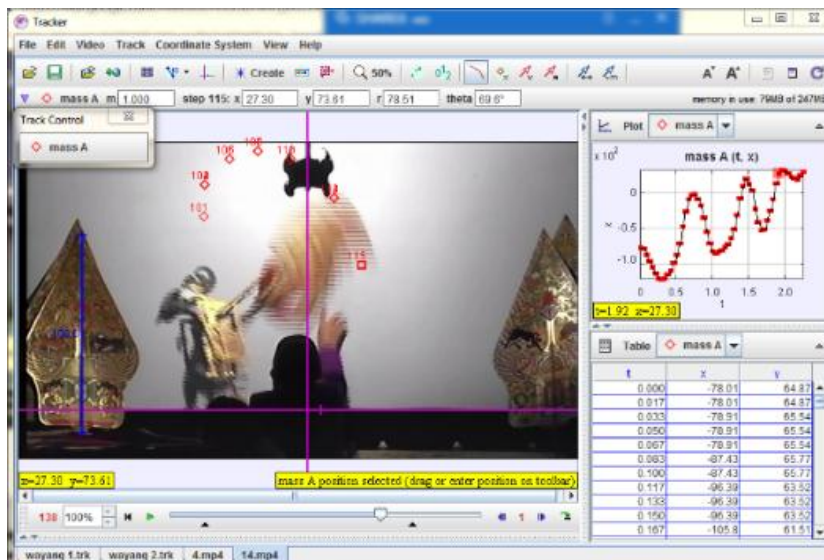 Tracker
File Edit Video Track Coordinate System View Help
Create 50%
mass A m 1.000 step 115: x 27.30 y 73.61 r 78.51 theta 69.6°
memory in use: 79MB of 247MB
Track Control
mass A
Plot mass A
x 10²
mass A (t, x)
x
0
-0.5
-1.0
0 0.5 1.0 1.5 2.0
t
t=1.92 x=27.30
Table mass A
t x y
0.000 -78.01 64.87
0.017 -78.01 64.87
0.033 -78.91 65.54
0.050 -78.91 65.54
0.067 -78.91 65.54
0.083 -87.43 65.77
0.100 -87.43 65.77
0.117 -96.39 63.52
0.133 -96.39 63.52
0.150 -96.39 63.52
0.167 -105.8 61.51
101
110
115
x=27.30 y=73.61
mass A position selected (drag or enter position on toolbar)
138 100% 1
woyang 1.trk woyang 2.trk 4.mp4 14.mp4